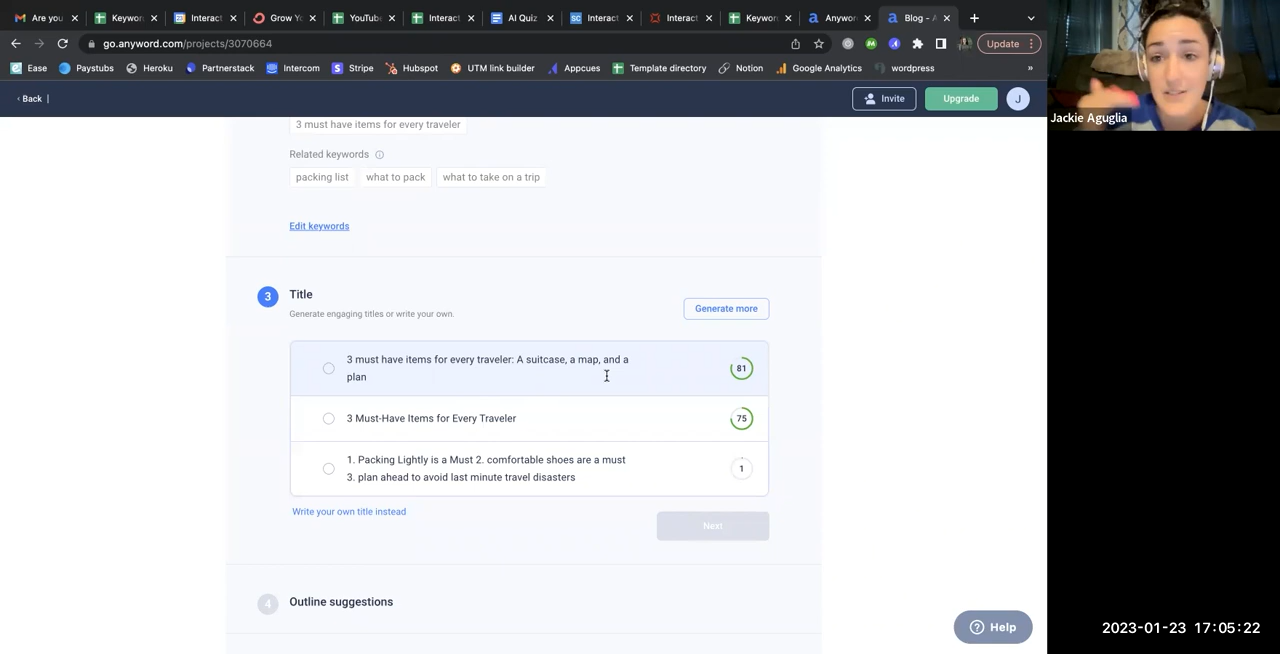 Are you
Keyword
Interact
Grow Yo
YouTube
Interact
AI Quiz
Interact
Interact
Keyword
Anyword
Blog - A
go.anyword.com/projects/3070664
Update
Ease
Paystubs
Heroku
Partnerstack
Intercom
Stripe
Hubspot
UTM link builder
Appcues
Template directory
Notion
Google Analytics
wordpress
»
‹ Back |
Invite
Upgrade
J
Jackie Aguglia
3 must have items for every traveler
Related keywords
packing list
what to pack
what to take on a trip
Edit keywords
3
Title
Generate engaging titles or write your own.
Generate more
3 must have items for every traveler: A suitcase, a map, and a
plan
81
3 Must-Have Items for Every Traveler
75
1. Packing Lightly is a Must 2. comfortable shoes are a must
3. plan ahead to avoid last minute travel disasters
1
Write your own title instead
Next
4
Outline suggestions
Help
2023-01-23 17:05:22